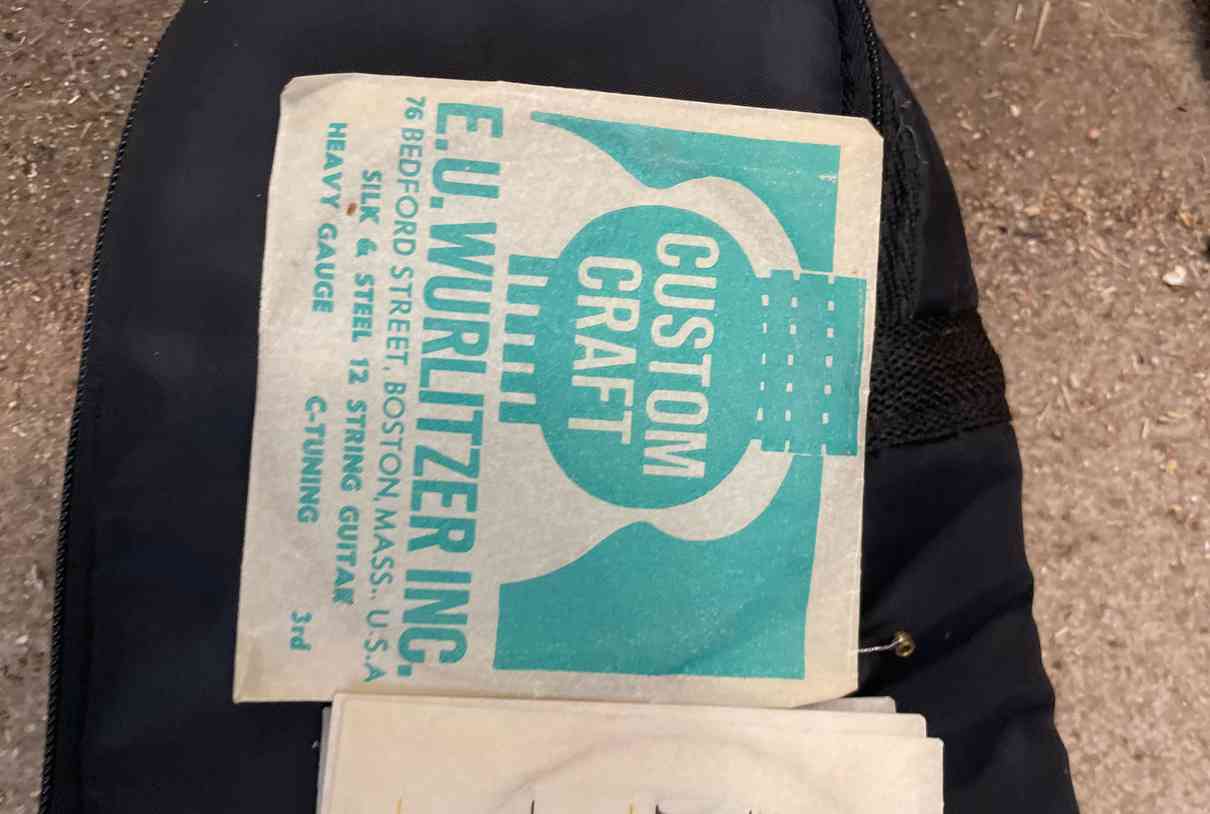 CUSTOM
CRAFT
E.U. WURLITZER INC.
76 BEDFORD STREET, BOSTON, MASS., U.S.A
SILK & STEEL 12 STRING GUITAR
HEAVY GAUGE C-TUNING 3rd